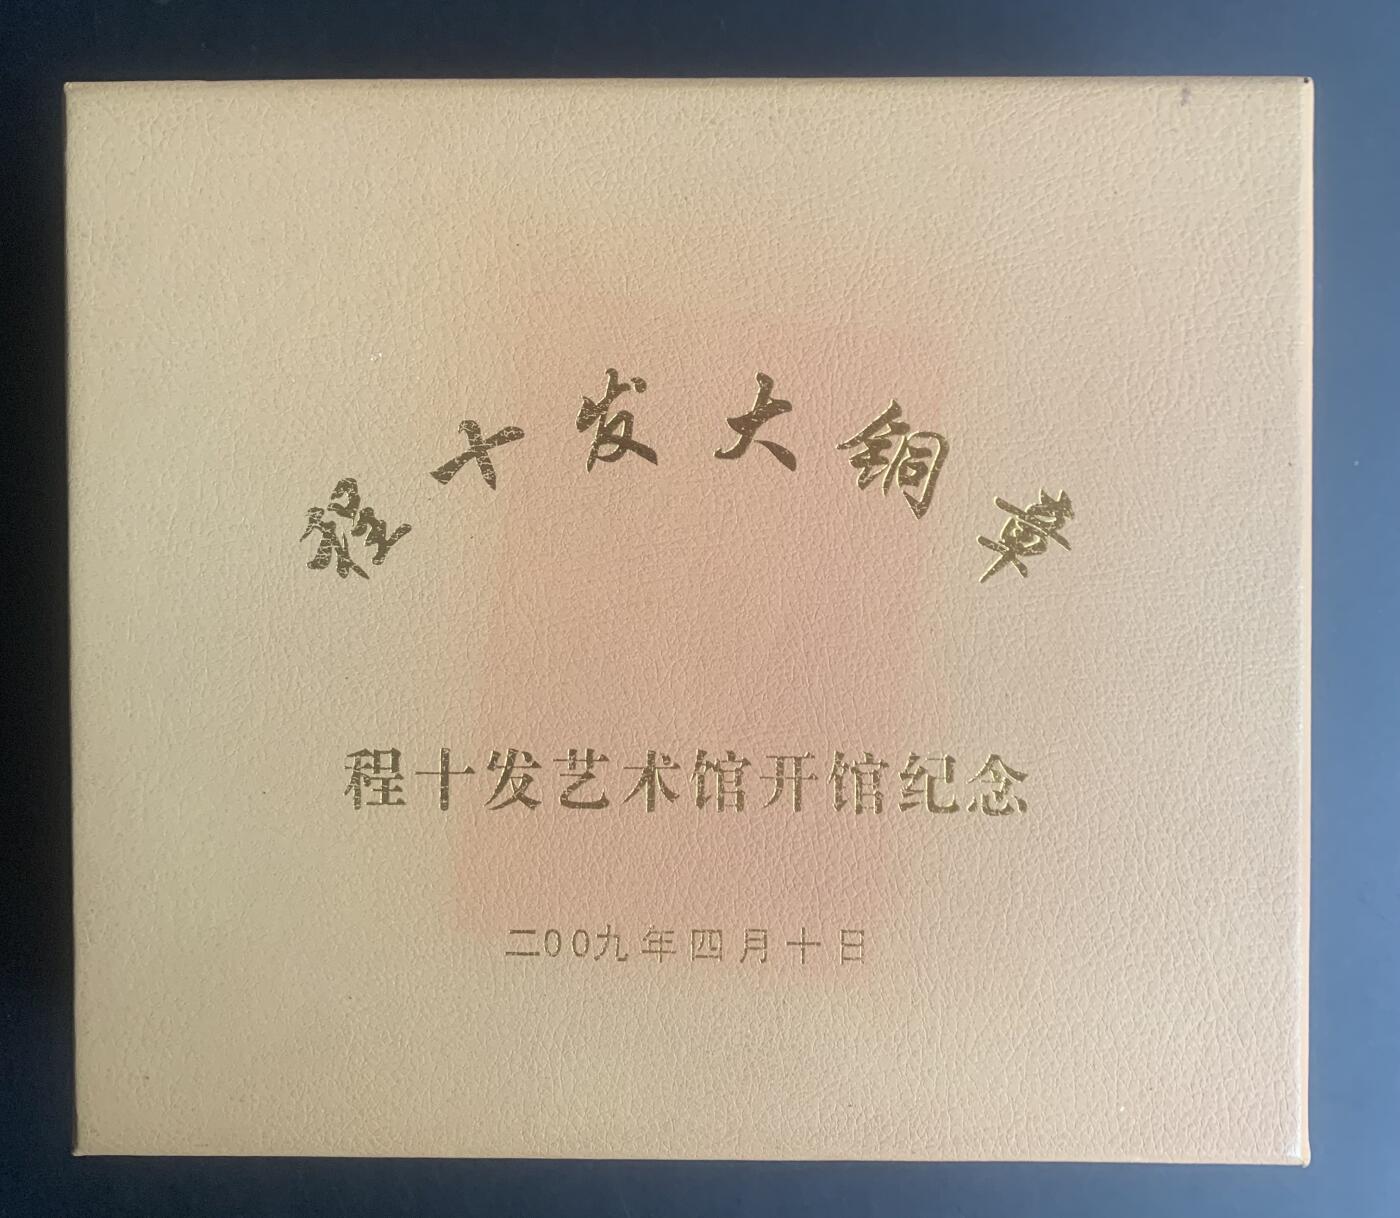 程十发大铜章
程十发艺术馆开馆纪念
二00九年四月十日